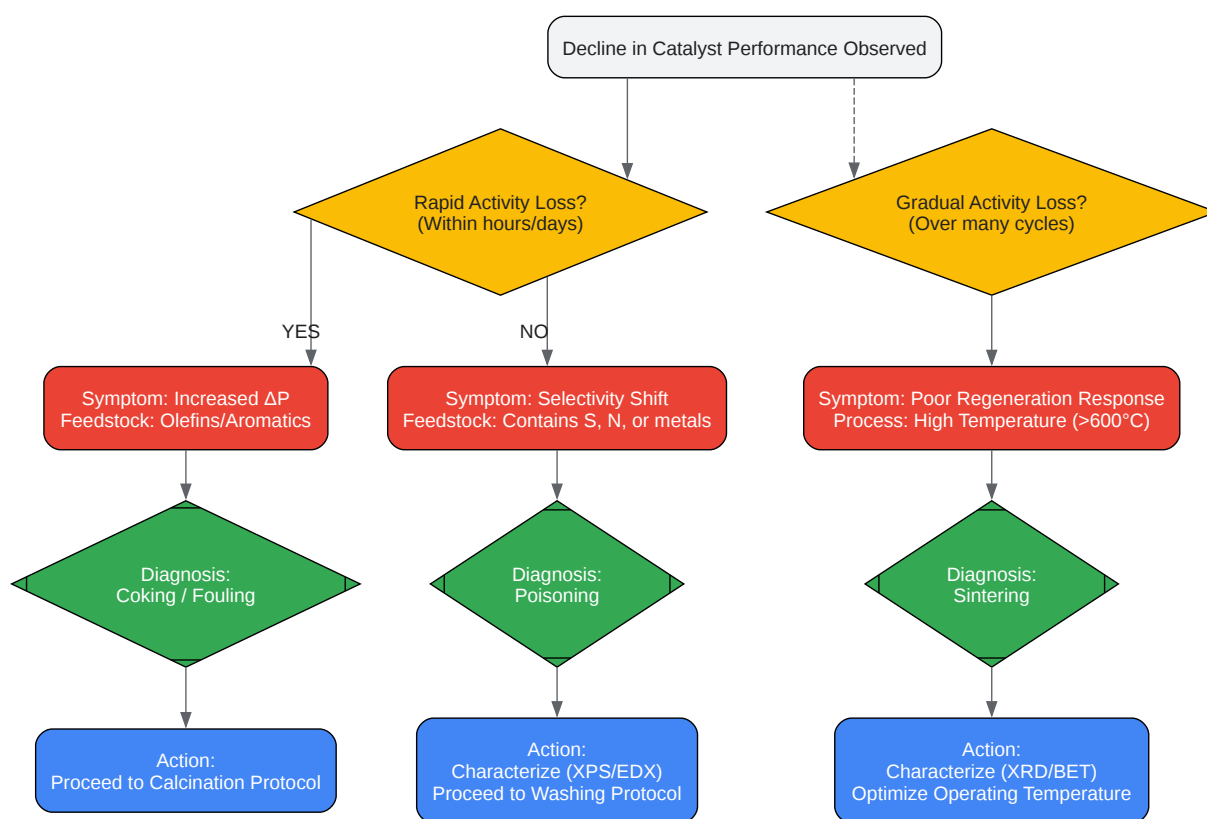 Decline in Catalyst Performance Observed
Rapid Activity Loss?
(Within hours/days)
Gradual Activity Loss?
(Over many cycles)
YES
NO
Symptom: Increased ΔP
Feedstock: Olefins/Aromatics
Symptom: Selectivity Shift
Feedstock: Contains S, N, or metals
Symptom: Poor Regeneration Response
Process: High Temperature (>600°C)
Diagnosis:
Coking / Fouling
Diagnosis:
Poisoning
Diagnosis:
Sintering
Action:
Proceed to Calcination Protocol
Action:
Characterize (XPS/EDX)
Proceed to Washing Protocol
Action:
Characterize (XRD/BET)
Optimize Operating Temperature